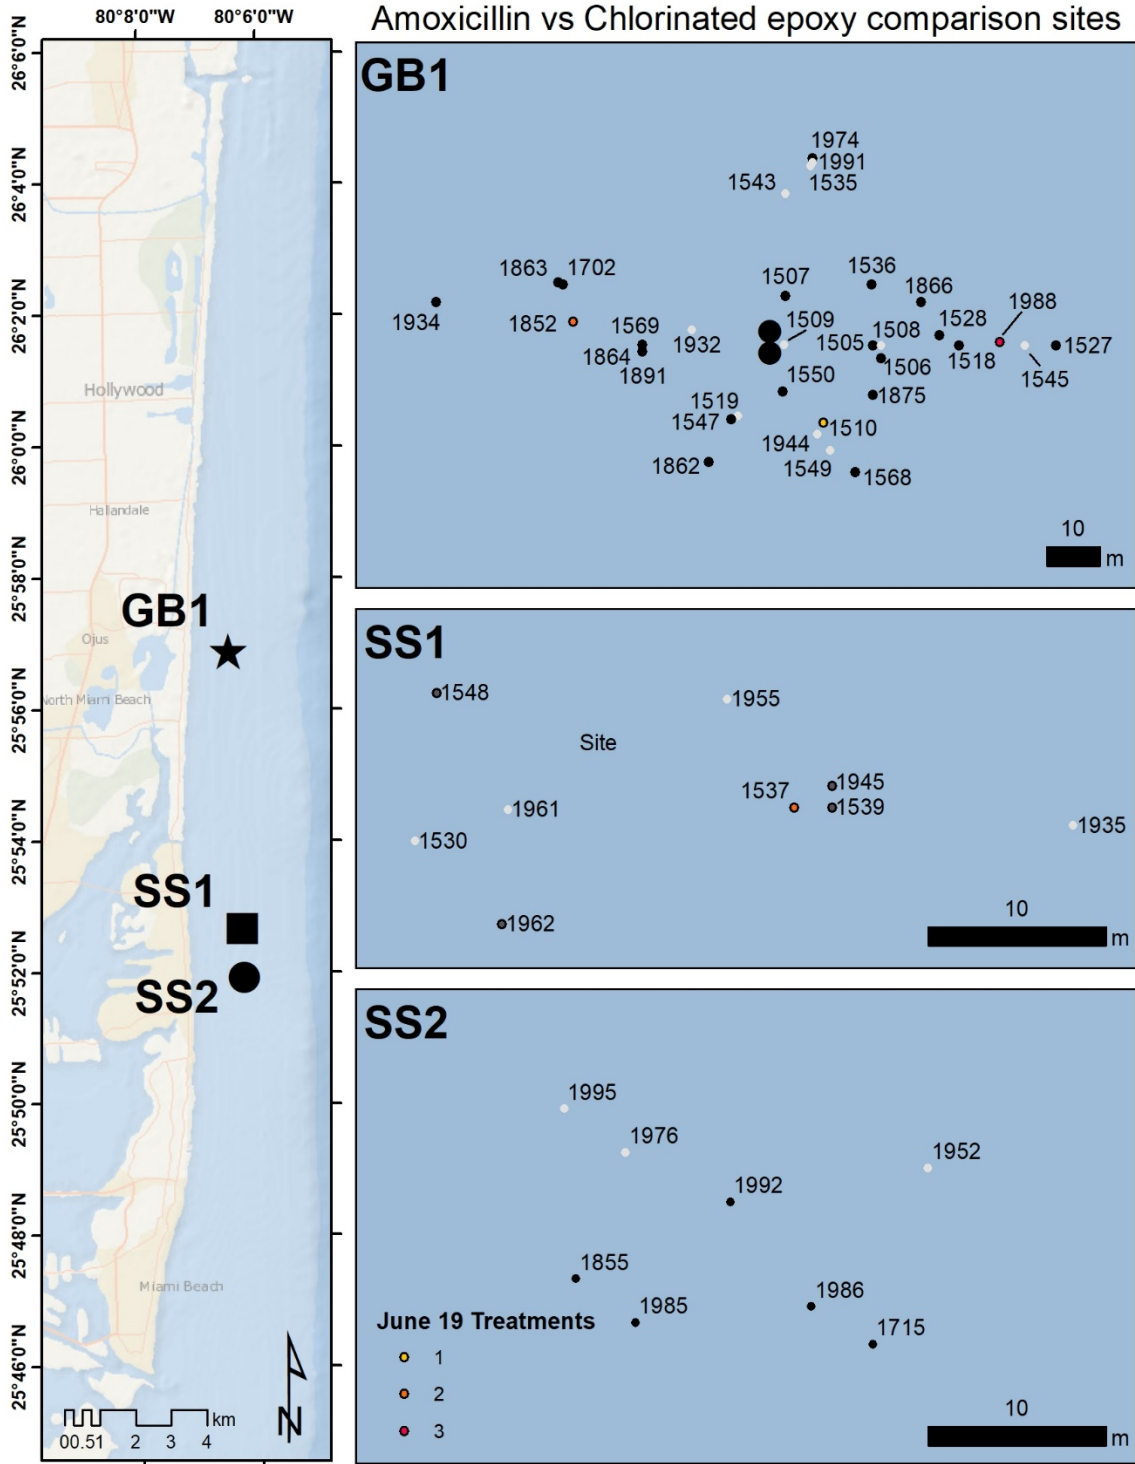 Amoxicillin vs Chlorinated epoxy comparison sites
80°8'0"W 80°6'0"W
26°6'0"N
26°4'0"N
26°2'0"N
26°0'0"N
25°58'0"N
25°56'0"N
25°54'0"N
25°52'0"N
25°50'0"N
25°48'0"N
25°46'0"N
Hollywood
Hallandale
Ojus
North Miami Beach
Miami Beach
GB1
SS1
SS2
00.51 2 3 4 km
N
GB1
1974
1991
1543 1535
1863 1702
1507
1536
1866
1988
1934
1852
1569
1932
1509
1505
1508
1528
1518
1527
1864
1891
1506
1545
1550
1875
1519
1547
1510
1944
1549
1862
1568
10
m
SS1
1548
1955
Site
1537
1945
1539
1961
1530
1935
1962
10
m
SS2
1995
1976
1952
1992
1855
1985
1986
1715
June 19 Treatments
1
2
3
10
m